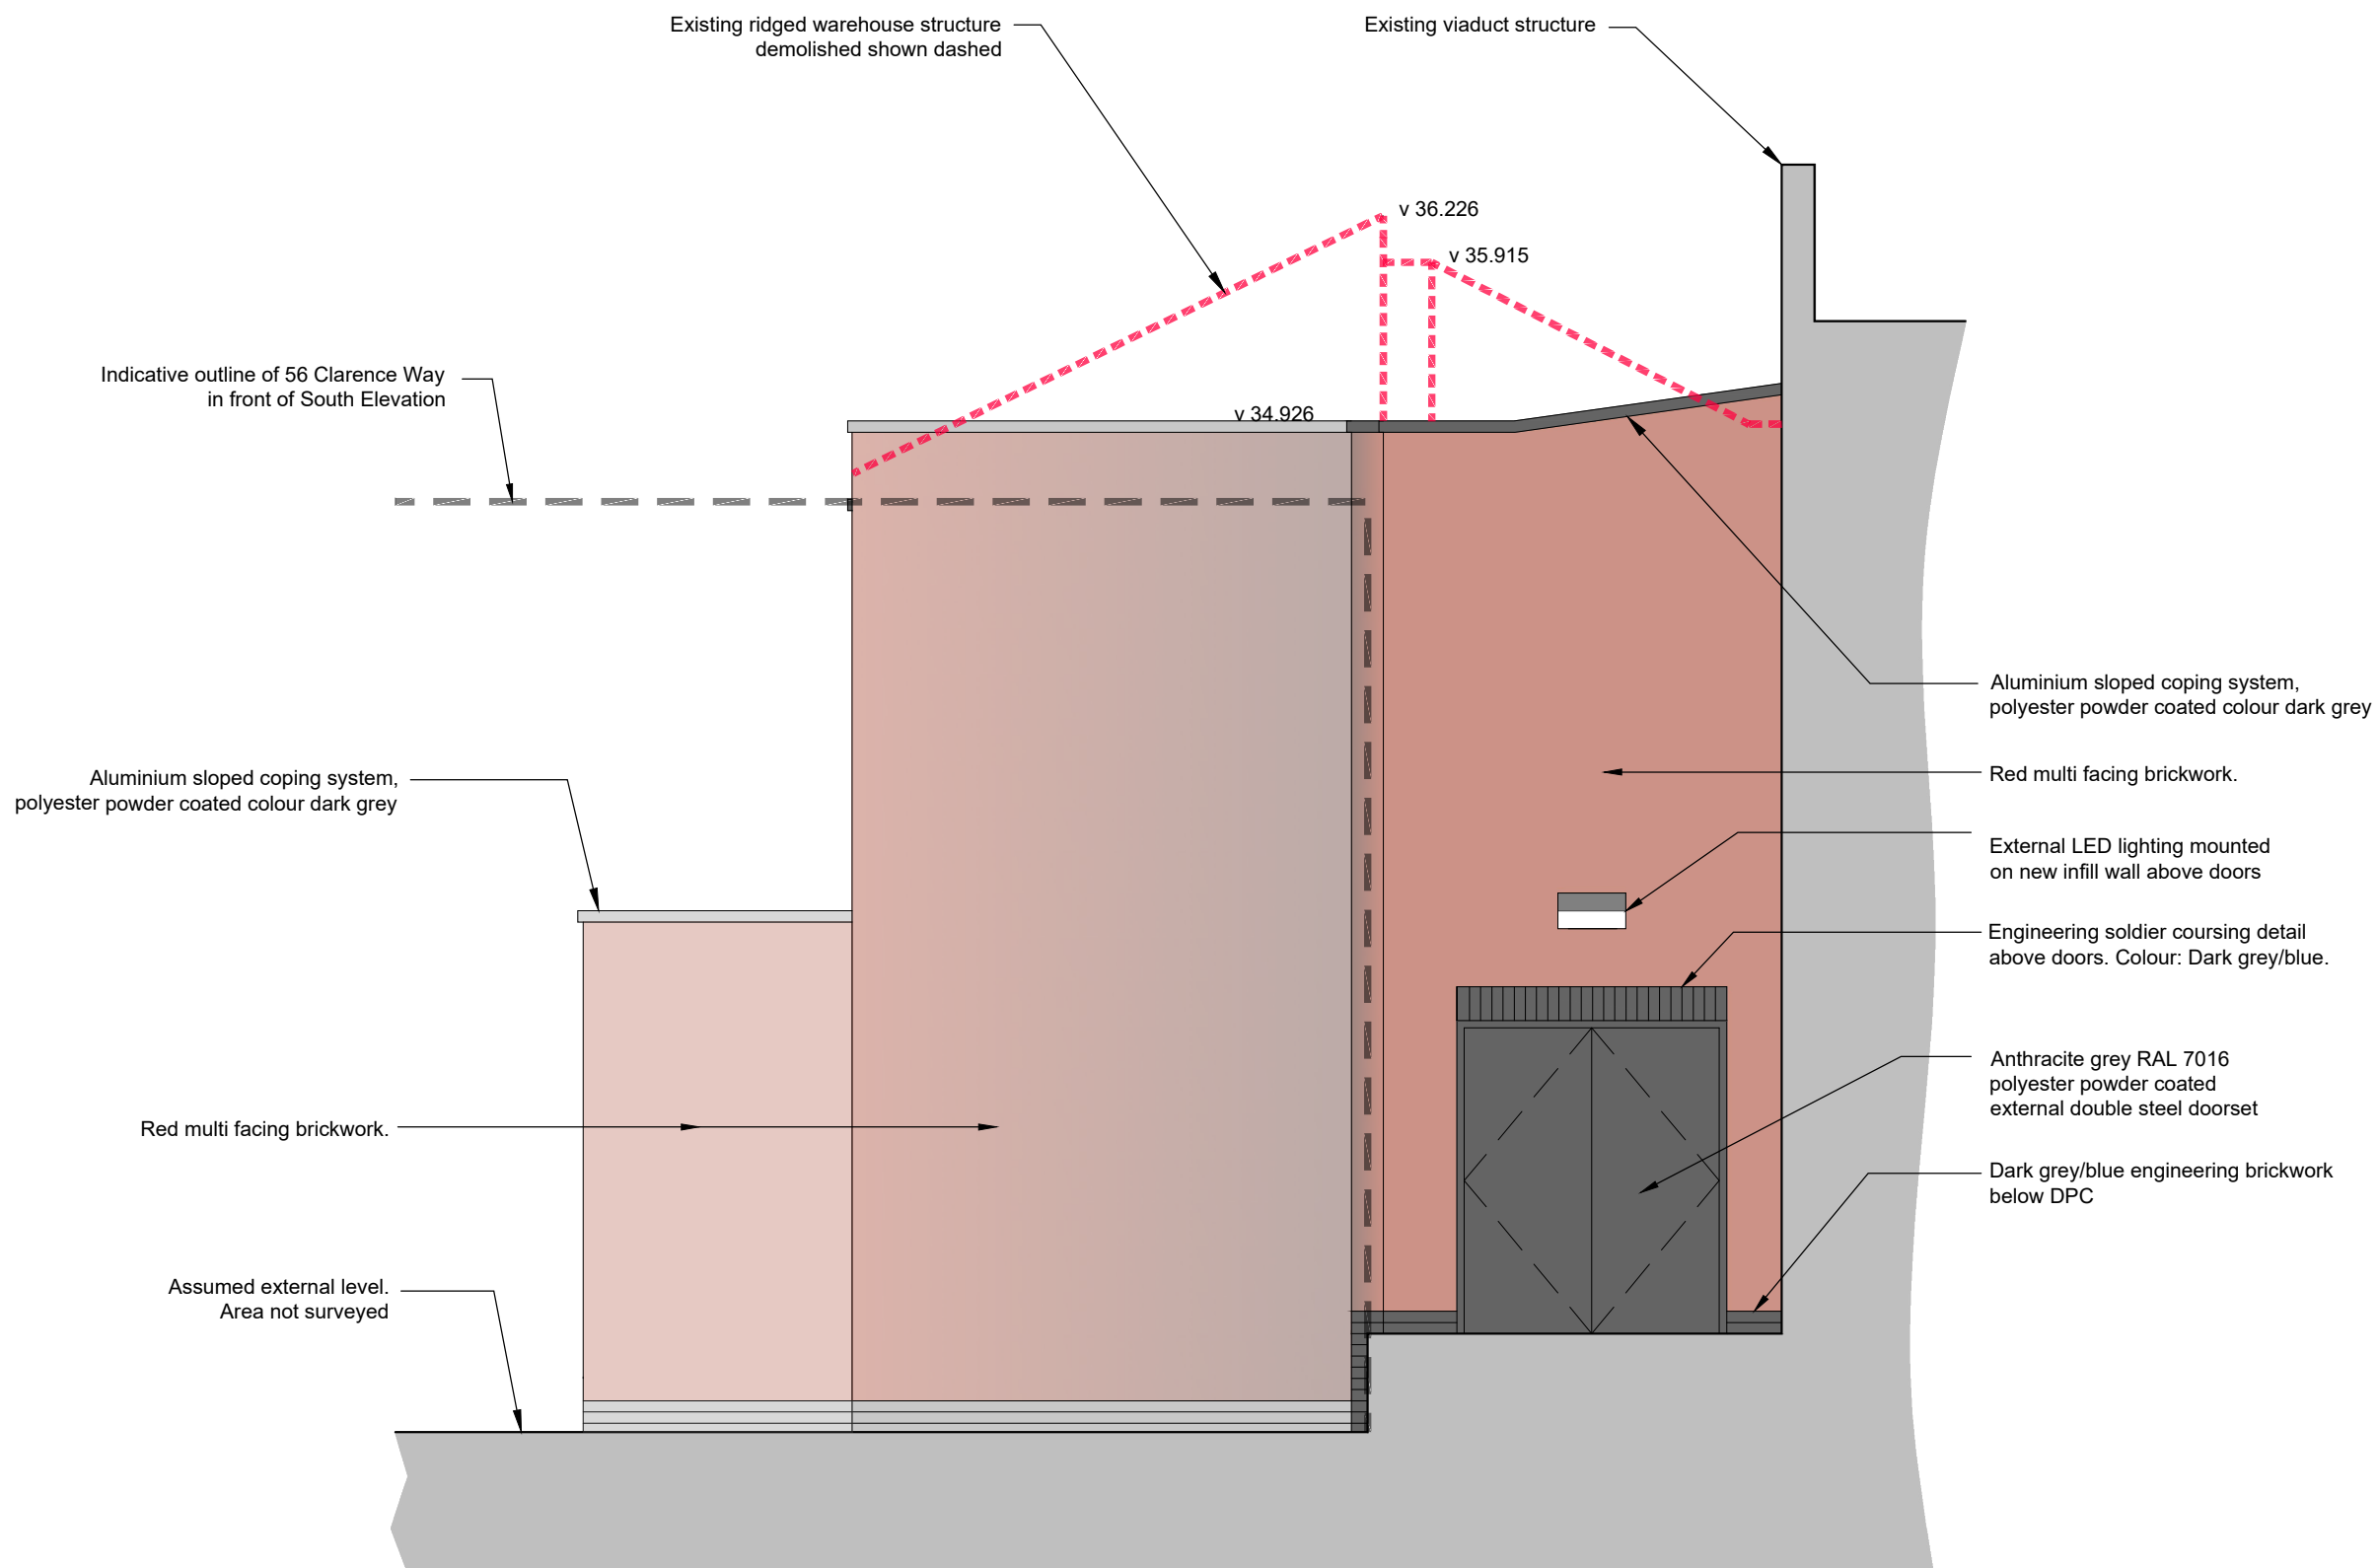 Existing ridged warehouse structure
demolished shown dashed
Existing viaduct structure
v 36.226
v 35.915
Indicative outline of 56 Clarence Way
in front of South Elevation
v 34.926
Aluminium sloped coping system,
polyester powder coated colour dark grey
Red multi facing brickwork.
Aluminium sloped coping system,
polyester powder coated colour dark grey
External LED lighting mounted
on new infill wall above doors
Engineering soldier coursing detail
above doors. Colour: Dark grey/blue.
Anthracite grey RAL 7016
polyester powder coated
external double steel doorset
Red multi facing brickwork.
Dark grey/blue engineering brickwork
below DPC
Assumed external level.
Area not surveyed